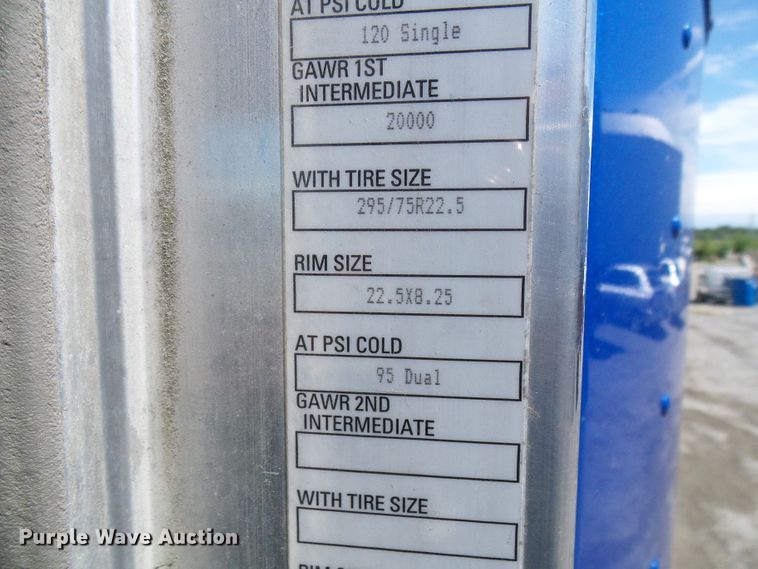 AT PSI COLD
120 Single
GAWR 1ST
INTERMEDIATE
20000
WITH TIRE SIZE
295/75R22.5
RIM SIZE
22.5X8.25
AT PSI COLD
95 Dual
GAWR 2ND
INTERMEDIATE
WITH TIRE SIZE
Purple Wave Auction